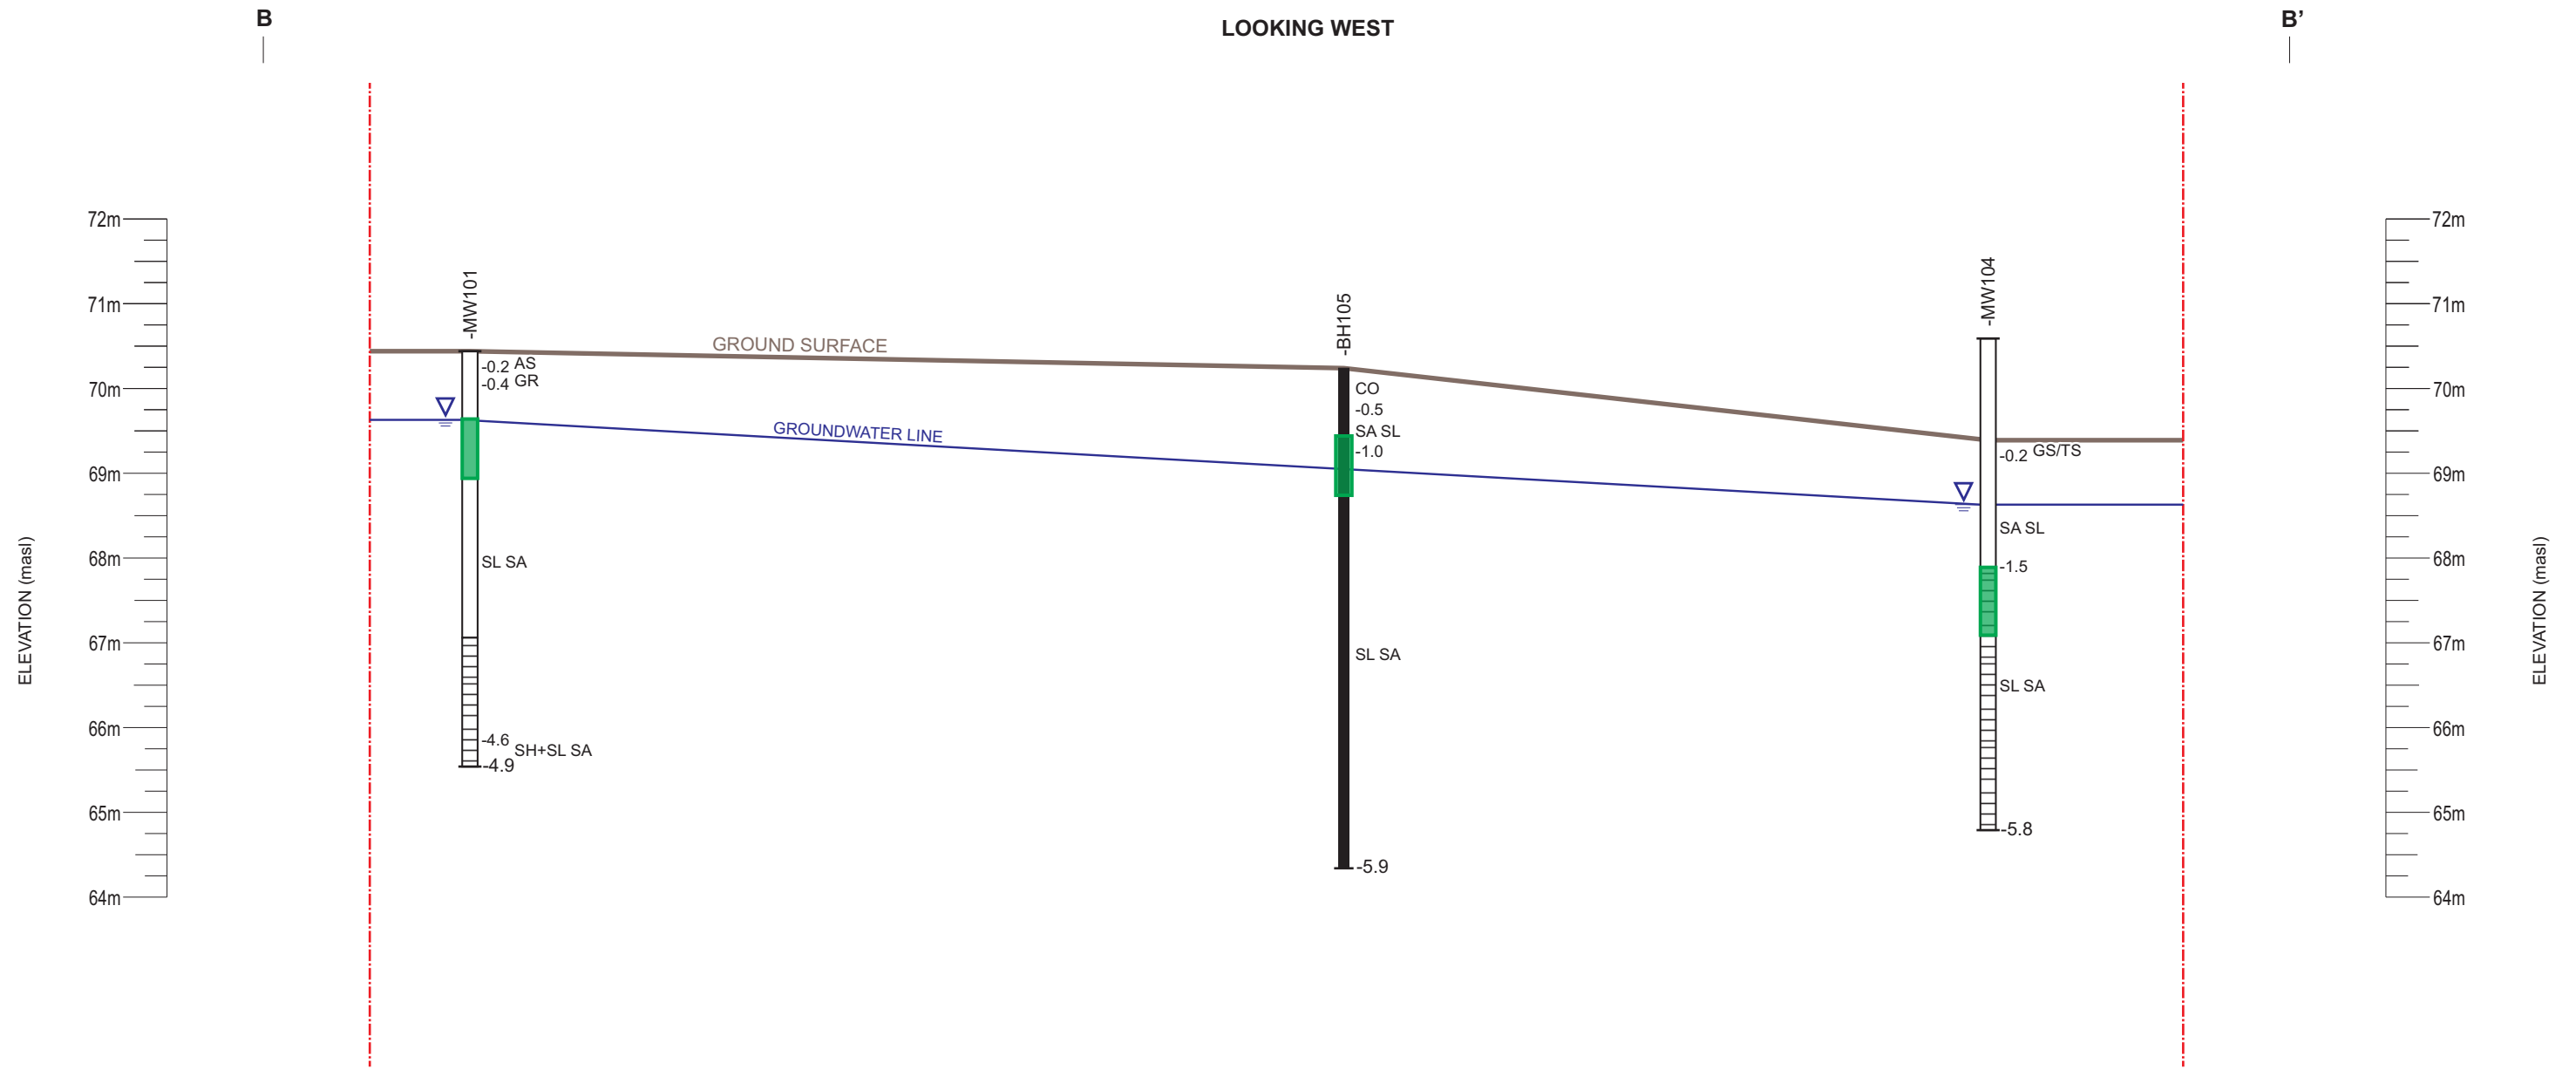 B
LOOKING WEST
B’
72m
71m
70m
69m
68m
67m
66m
65m
64m
ELEVATION (masl)
-MW101
-0.2 AS
-0.4 GR
SL SA
-4.6 SH+SL SA
-4.9
GROUND SURFACE
GROUNDWATER LINE
-BH105
CO
-0.5
SA SL
-1.0
SL SA
-5.9
-MW104
-0.2 GS/TS
SA SL
-1.5
SL SA
-5.8
72m
71m
70m
69m
68m
67m
66m
65m
64m
ELEVATION (masl)